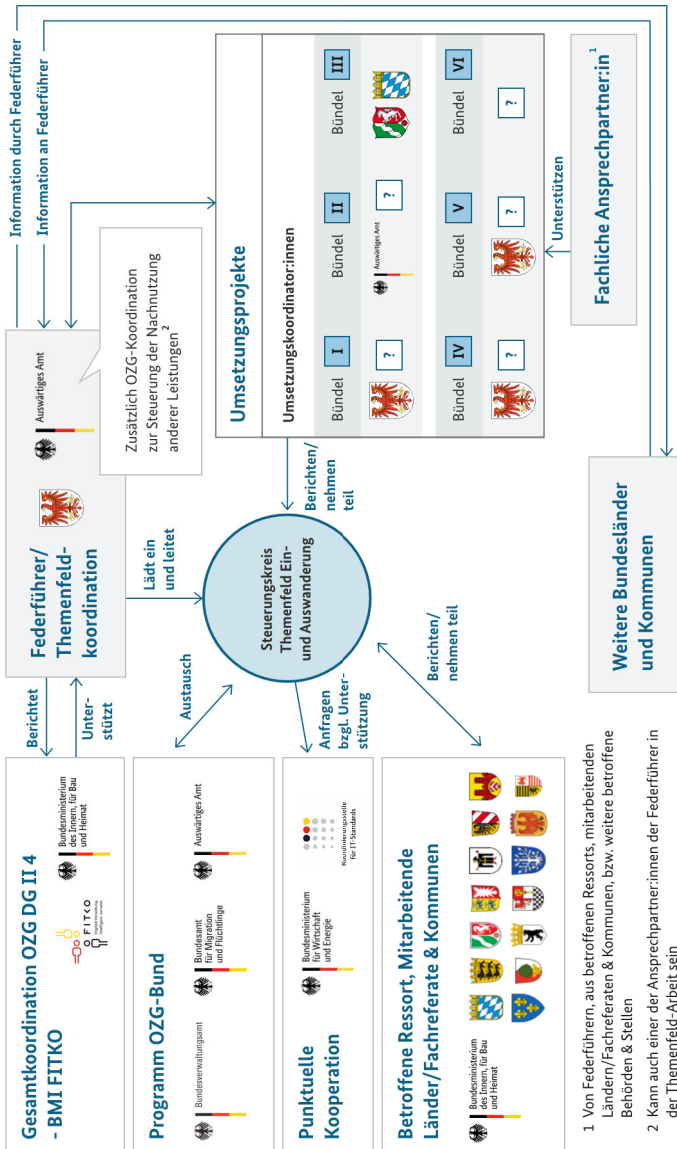 Gesamtkoordination OZG DG II 4
- BMI FITKO
FITKO
Bundesministerium
des Innern, für Bau
und Heimat
Berichtet
Unter-
stützt
Federführer/
Themenfeld-
koordination
Auswärtiges Amt
Zusätzlich OZG-Koordination
zur Steuerung der Nachnutzung
anderer Leistungen 2
Information durch Federführer
Information an Federführer
Programm OZG-Bund
Bundesverwaltungsamt
Bundesamt
für Migration
und Flüchtlinge
Auswärtiges Amt
Austausch
Lädt ein
und leitet
Steuerungskreis
Themenfeld Ein-
und Auswanderung
Berichten/
nehmen
teil
Umsetzungsprojekte
Umsetzungskoordinator:innen
Bündel I
Bündel II
Bündel III
?
Auswärtiges Amt
?
Bündel IV
Bündel V
Bündel VI
?
?
?
Unterstützen
Fachliche Ansprechpartner:in 1
Punktuelle
Kooperation
Bundesministerium
für Wirtschaft
und Energie
Koordinierungsstelle
für IT-Standards
Anfragen
bzgl. Unter-
stützung
Betroffene Ressort, Mitarbeitende
Länder/Fachreferate & Kommunen
Bundesministerium
des Innern, für Bau
und Heimat
Berichten/
nehmen teil
Weitere Bundesländer
und Kommunen
1 Von Federführern, aus betroffenen Ressorts, mitarbeitenden
Ländern/Fachreferaten & Kommunen, bzw. weitere betroffene
Behörden & Stellen
2 Kann auch einer der Ansprechpartner:innen der Federführer in
der Themenfeld-Arbeit sein